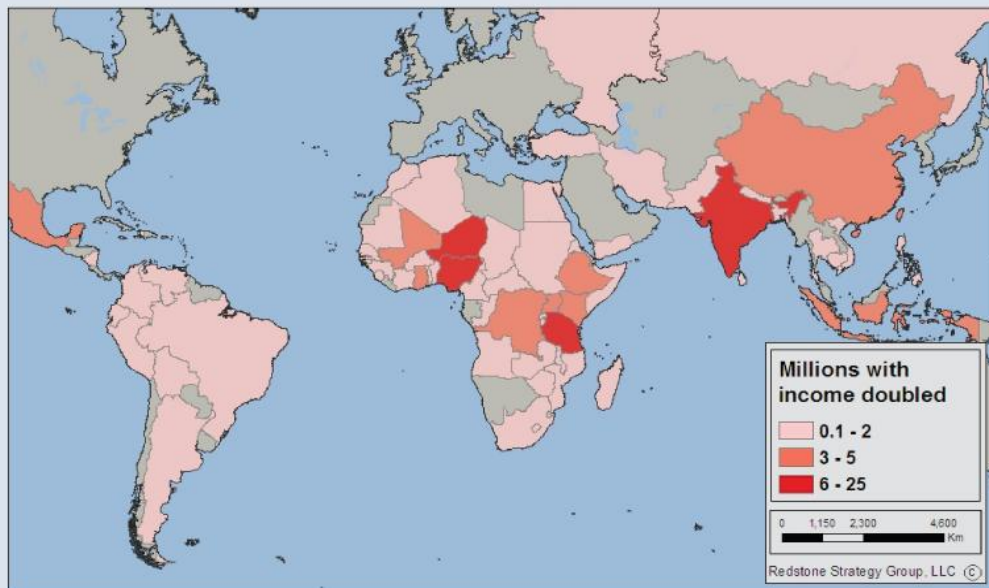 Millions with
income doubled
0.1 - 2
3 - 5
6 - 25
0 1,150 2,300 4,600
Km
Redstone Strategy Group, LLC ©